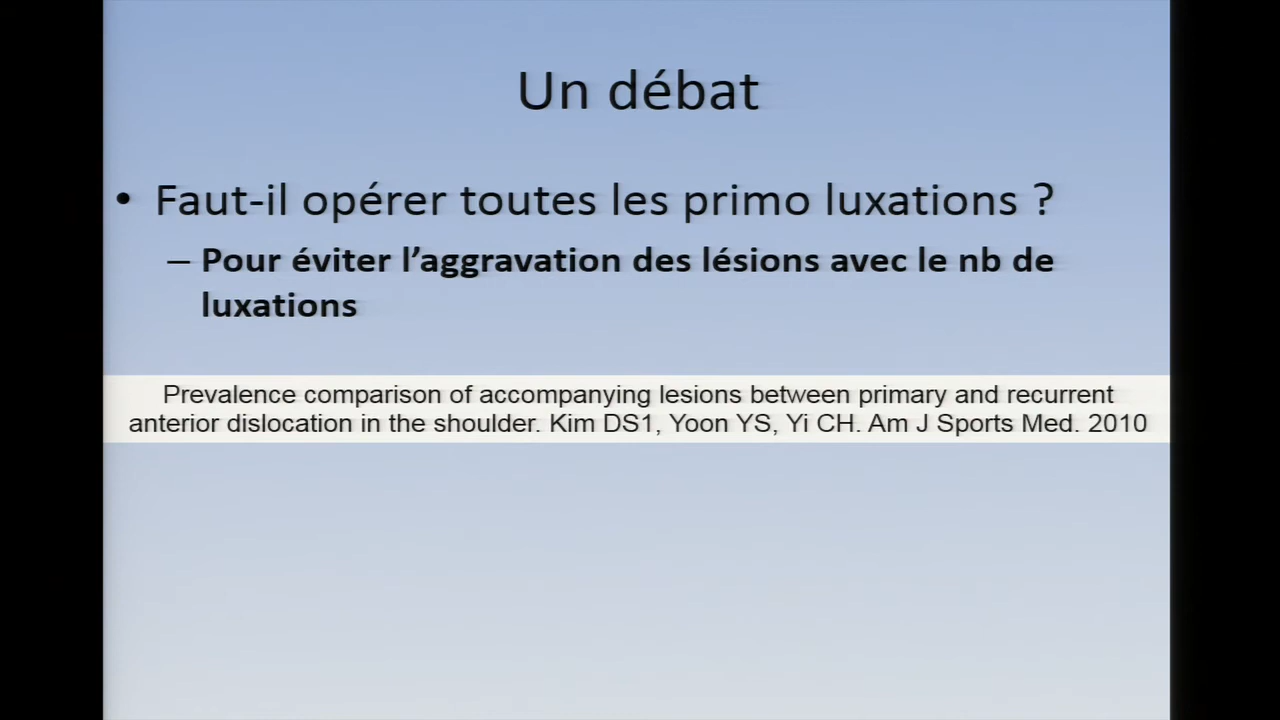 Un débat
• Faut-il opérer toutes les primo luxations ?
– Pour éviter l’aggravation des lésions avec le nb de
luxations
Prevalence comparison of accompanying lesions between primary and recurrent
anterior dislocation in the shoulder. Kim DS1, Yoon YS, Yi CH. Am J Sports Med. 2010